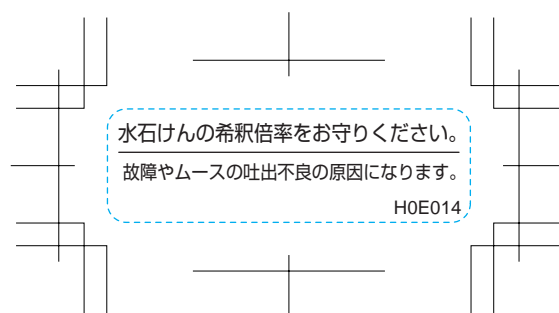 水石けんの希釈倍率をお守りください。
故障やムースの吐出不良の原因になります。
H0E014